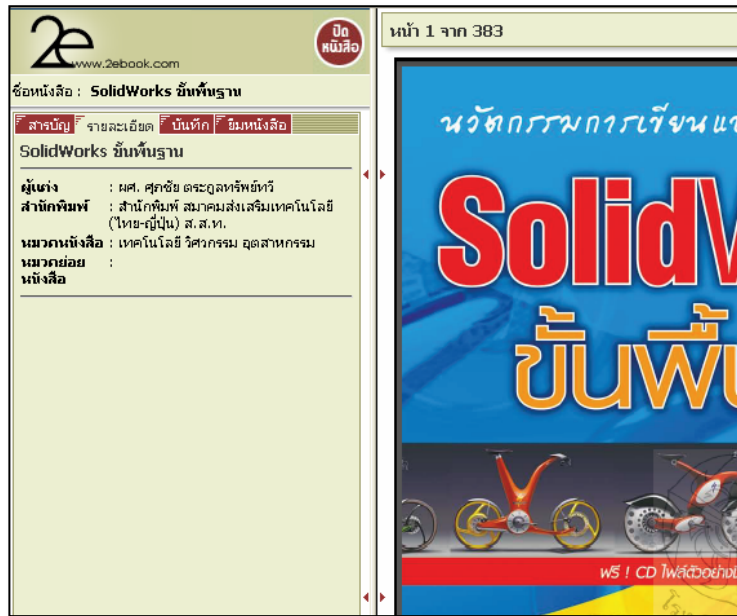 2e
www.2ebook.com
ปิด
หนังสือ
ชื่อหนังสือ : SolidWorks ขั้นพื้นฐาน
สารบัญ รายละเอียด บันทึก ยืมหนังสือ
SolidWorks ขั้นพื้นฐาน
ผู้แต่ง : ผศ. ศุภชัย ตระกูลทรัพย์ทวี
สำนักพิมพ์ : สำนักพิมพ์ สมาคมส่งเสริมเทคโนโลยี
(ไทย-ญี่ปุ่น) ส.ส.ท.
หมวดหนังสือ : เทคโนโลยี วิศวกรรม อุตสาหกรรม
หมวดย่อย :
หนังสือ
หน้า 1 จาก 383
นวัตกรรมการเขียนแ
SolidW
ขั้นพื้น
ฟรี ! CD ไฟล์ตัวอย่าง